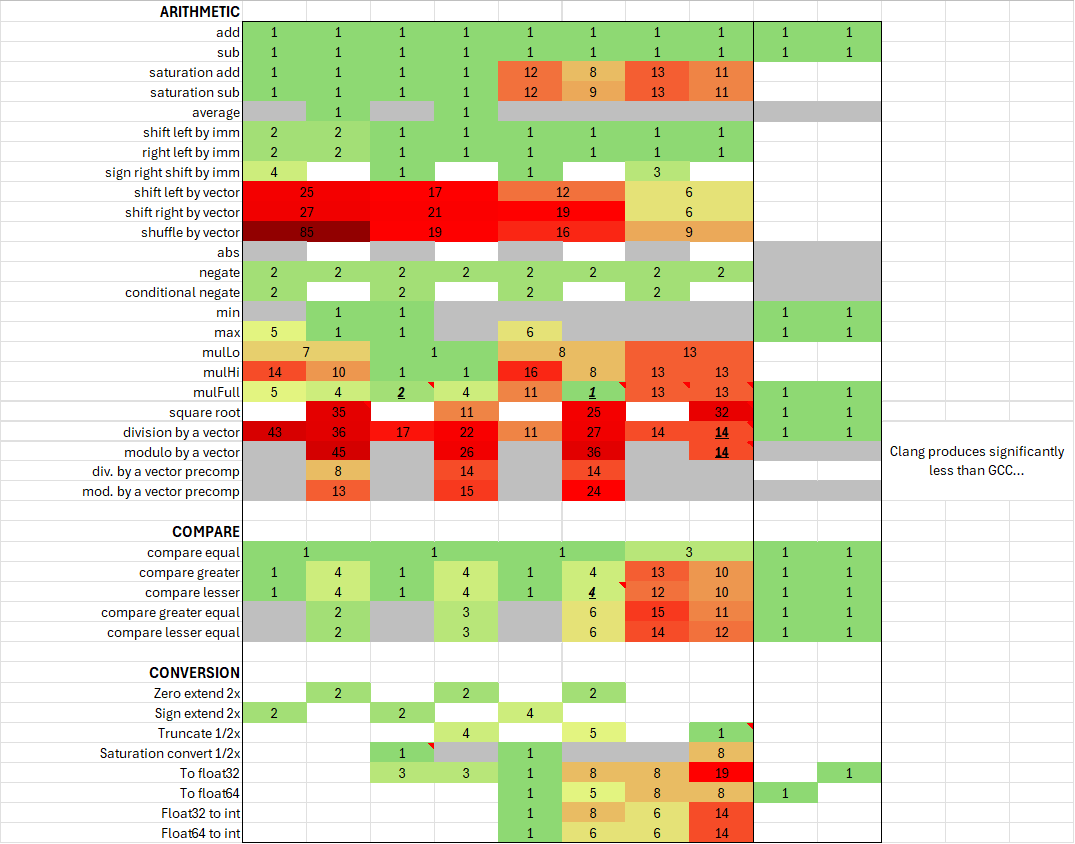 ARITHMETIC
add 1 1 1 1 1 1 1 1 1 1
sub 1 1 1 1 1 1 1 1 1 1
saturation add 1 1 1 1 12 8 13 11
saturation sub 1 1 1 1 12 9 13 11
average 1 1
shift left by imm 2 2 1 1 1 1 1 1
right left by imm 2 2 1 1 1 1 1 1
sign right shift by imm 4 1 1 3
shift left by vector 25 17 12 6
shift right by vector 27 21 19 6
shuffle by vector 85 19 16 9
abs
negate 2 2 2 2 2 2 2 2
conditional negate 2 2 2 2
min 1 1 1 1
max 5 1 1 6 1 1
mulLo 7 1 8 13
mulHi 14 10 1 1 16 8 13 13
mulFull 5 4 2 4 11 1 13 13 1 1
square root 35 11 25 32 1 1
division by a vector 43 36 17 22 11 27 14 14 1 1
modulo by a vector 45 26 36 14
Clang produces significantly
less than GCC...
div. by a vector precomp 8 14 14
mod. by a vector precomp 13 15 24
COMPARE
compare equal 1 1 1 3 1 1
compare greater 1 4 1 4 1 4 13 10 1 1
compare lesser 1 4 1 4 1 4 12 10 1 1
compare greater equal 2 3 6 15 11 1 1
compare lesser equal 2 3 6 14 12 1 1
CONVERSION
Zero extend 2x 2 2 2
Sign extend 2x 2 2 4
Truncate 1/2x 4 5 1
Saturation convert 1/2x 1 1 8
To float32 3 3 1 8 8 19 1
To float64 1 5 8 8 1
Float32 to int 1 8 6 14
Float64 to int 1 6 6 14